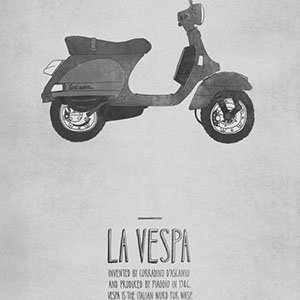 LA VESPA
INVENTED BY CORRADINO D'ASCANIO
AND PRODUCED BY PIAGGIO IN 1946.
VESPA IS THE ITALIAN WORD FOR WASP.